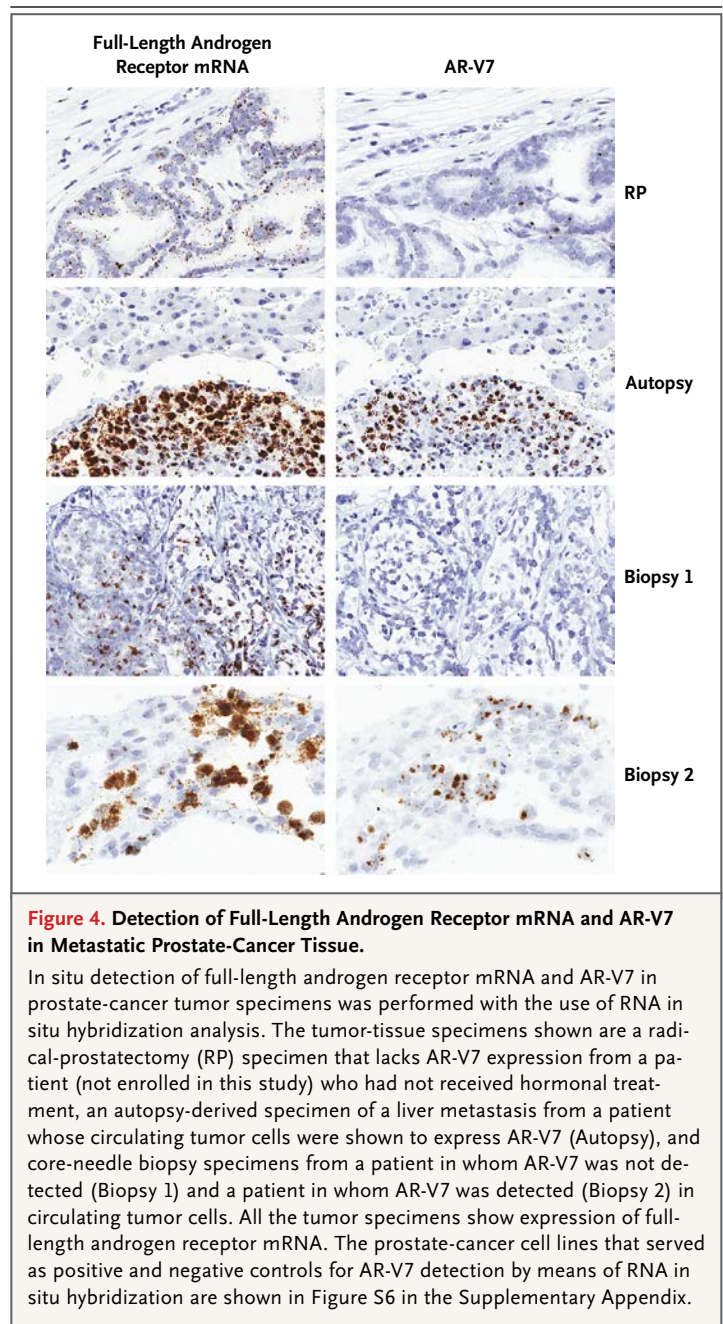 Full-Length Androgen
Receptor mRNA
AR-V7
RP
Autopsy
Biopsy 1
Biopsy 2
Figure 4. Detection of Full-Length Androgen Receptor mRNA and AR-V7
in Metastatic Prostate-Cancer Tissue.
In situ detection of full-length androgen receptor mRNA and AR-V7 in
prostate-cancer tumor specimens was performed with the use of RNA in
situ hybridization analysis. The tumor-tissue specimens shown are a radi-
cal-prostatectomy (RP) specimen that lacks AR-V7 expression from a pa-
tient (not enrolled in this study) who had not received hormonal treat-
ment, an autopsy-derived specimen of a liver metastasis from a patient
whose circulating tumor cells were shown to express AR-V7 (Autopsy), and
core-needle biopsy specimens from a patient in whom AR-V7 was not de-
tected (Biopsy 1) and a patient in whom AR-V7 was detected (Biopsy 2) in
circulating tumor cells. All the tumor specimens show expression of full-
length androgen receptor mRNA. The prostate-cancer cell lines that served
as positive and negative controls for AR-V7 detection by means of RNA in
situ hybridization are shown in Figure S6 in the Supplementary Appendix.